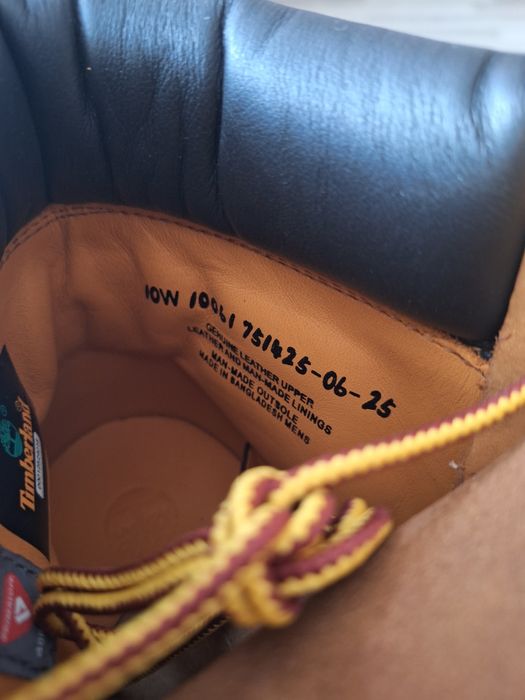 10W 10061 751425-06-25
GENUINE LEATHER UPPER
LEATHER AND MAN-MADE LININGS
MAN-MADE OUTSOLE
MADE IN BANGLADESH MENS
Timberland